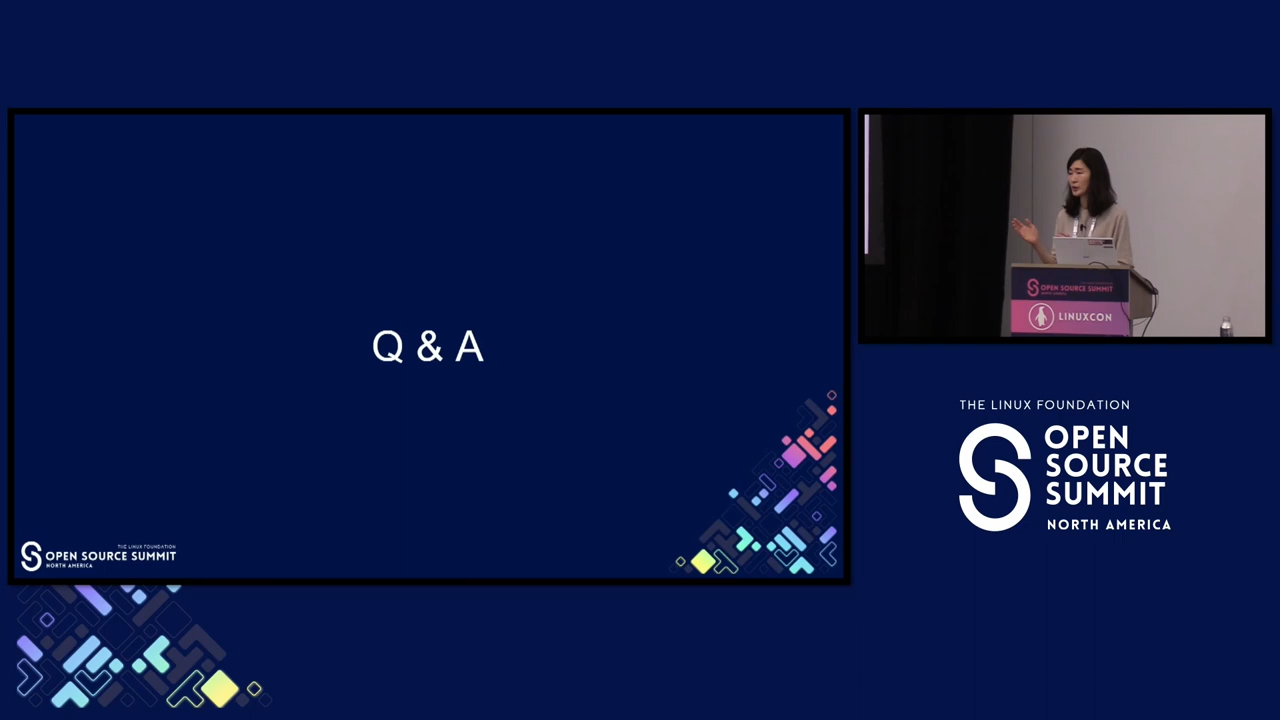 Q & A
THE LINUX FOUNDATION
OPEN SOURCE SUMMIT
NORTH AMERICA
OPEN SOURCE SUMMIT
LINUXCON
THE LINUX FOUNDATION
OPEN
SOURCE
SUMMIT
NORTH AMERICA